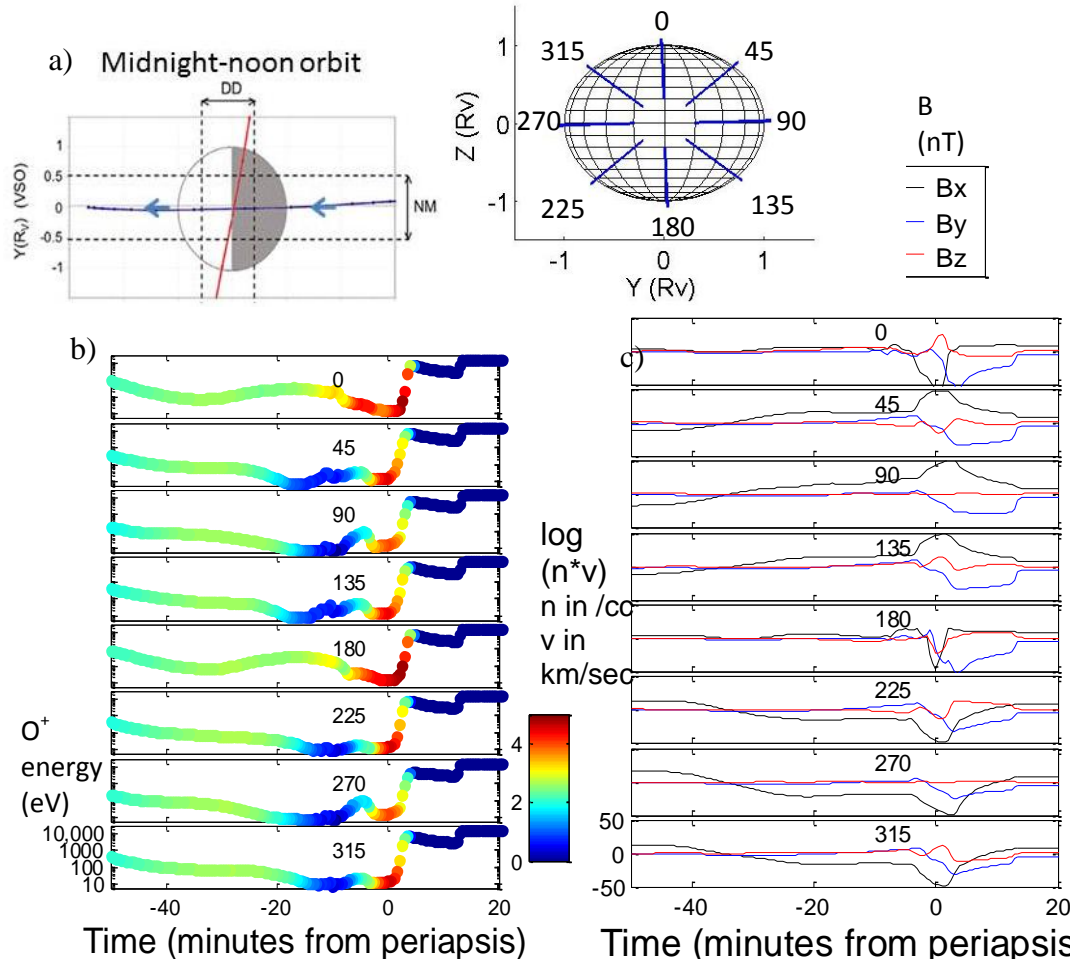 a)
Midnight-noon orbit
DD
Y(Rv) (VSO)
1
0.5
0
-0.5
-1
NM
0
315
45
270
90
225
135
180
Z (Rv)
1
0
-1
-1
0
1
Y (Rv)
B
(nT)
Bx
By
Bz
b)
0
45
90
135
180
225
270
315
O+
energy
(eV)
10,000
1000
100
10
-40
-20
0
20
Time (minutes from periapsis)
4
2
0
log
(n*v)
n in /cc
v in
km/sec
c)
0
45
90
135
180
225
270
315
50
0
-50
-40
-20
0
20
Time (minutes from periapsis